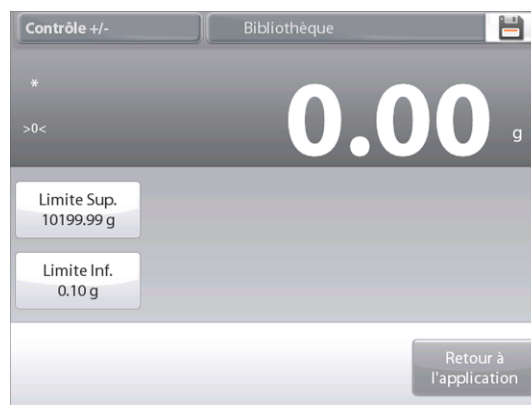 Contrôle +/-
Bibliothèque
*
>0<
0.00 g
Limite Sup.
10199.99 g
Limite Inf.
0.10 g
Retour à
l'application